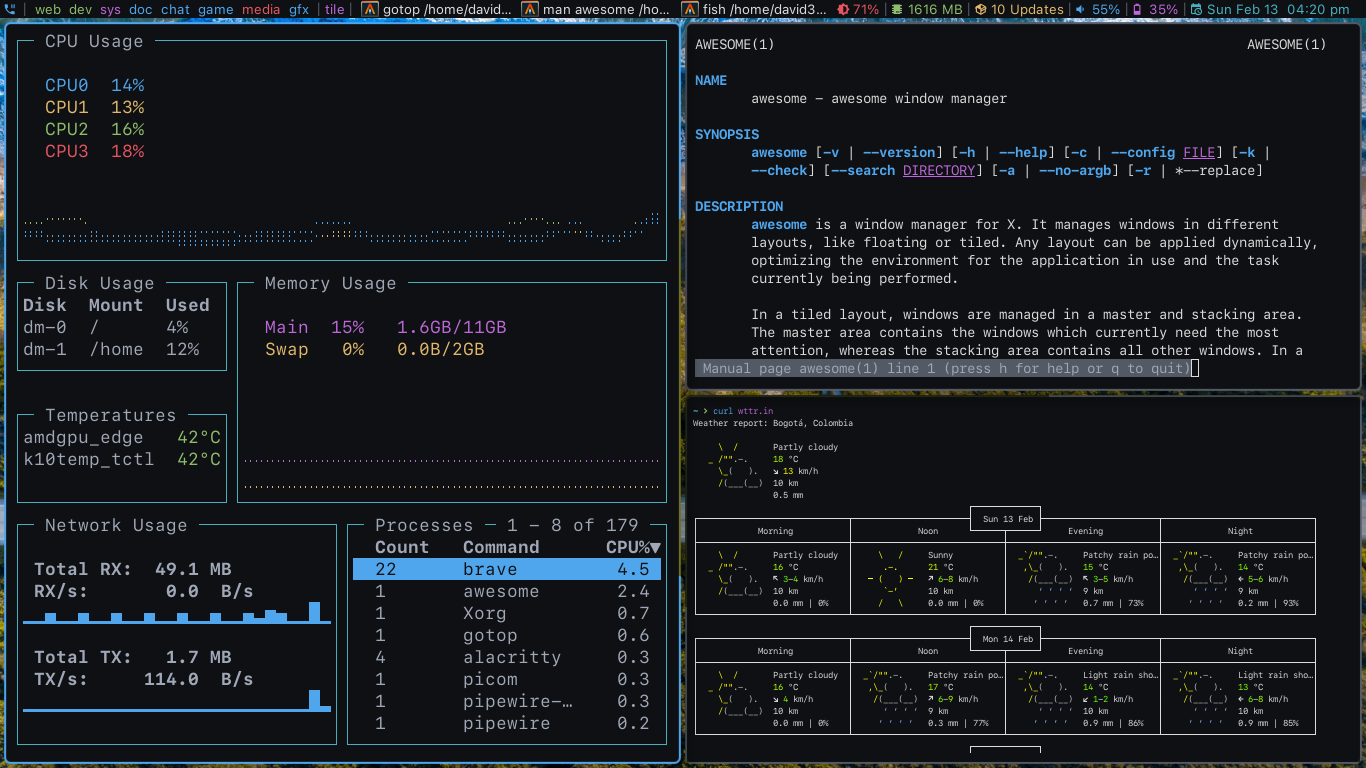 web dev sys doc chat game media gfx | tile | gotop /home/david... man awesome /ho... fish /home/david3... 71% | 1616 MB | 10 Updates | 55% | 35% | Sun Feb 13 04:20 pm
CPU Usage
CPU0 14%
CPU1 13%
CPU2 16%
CPU3 18%
Disk Usage
Disk Mount Used
dm-0 / 4%
dm-1 /home 12%
Memory Usage
Main 15% 1.6GB/11GB
Swap 0% 0.0B/2GB
Temperatures
amdgpu_edge 42°C
k10temp_tctl 42°C
Network Usage
Total RX: 49.1 MB
RX/s: 0.0 B/s
Total TX: 1.7 MB
TX/s: 114.0 B/s
Processes 1 - 8 of 179
Count Command CPU%▼
22 brave 4.5
1 awesome 2.4
1 Xorg 0.7
1 gotop 0.6
4 alacritty 0.3
1 picom 0.3
1 pipewire-… 0.3
1 pipewire 0.2
AWESOME(1) AWESOME(1)
NAME
awesome - awesome window manager
SYNOPSIS
awesome [-v | --version] [-h | --help] [-c | --config FILE] [-k |
--check] [--search DIRECTORY] [-a | --no-argb] [-r | *--replace]
DESCRIPTION
awesome is a window manager for X. It manages windows in different
layouts, like floating or tiled. Any layout can be applied dynamically,
optimizing the environment for the application in use and the task
currently being performed.
In a tiled layout, windows are managed in a master and stacking area.
The master area contains the windows which currently need the most
attention, whereas the stacking area contains all other windows. In a
Manual page awesome(1) line 1 (press h for help or q to quit)
~ > curl wttr.in
Weather report: Bogotá, Colombia
Partly cloudy
18 °C
↘ 13 km/h
10 km
0.5 mm
Sun 13 Feb
Morning Noon Evening Night
Partly cloudy Sunny Patchy rain po… Patchy rain po…
16 °C 21 °C 15 °C 14 °C
↖ 3-4 km/h ↗ 6-8 km/h ↖ 3-5 km/h ← 5-6 km/h
10 km 10 km 9 km 9 km
0.0 mm | 0% 0.0 mm | 0% 0.7 mm | 73% 0.2 mm | 93%
Mon 14 Feb
Morning Noon Evening Night
Partly cloudy Patchy rain po… Light rain sho… Light rain sho…
16 °C 17 °C 14 °C 13 °C
↘ 4 km/h ↗ 6-9 km/h ↙ 1-2 km/h ← 6-8 km/h
10 km 9 km 10 km 10 km
0.0 mm | 0% 0.3 mm | 77% 0.9 mm | 86% 0.9 mm | 85%